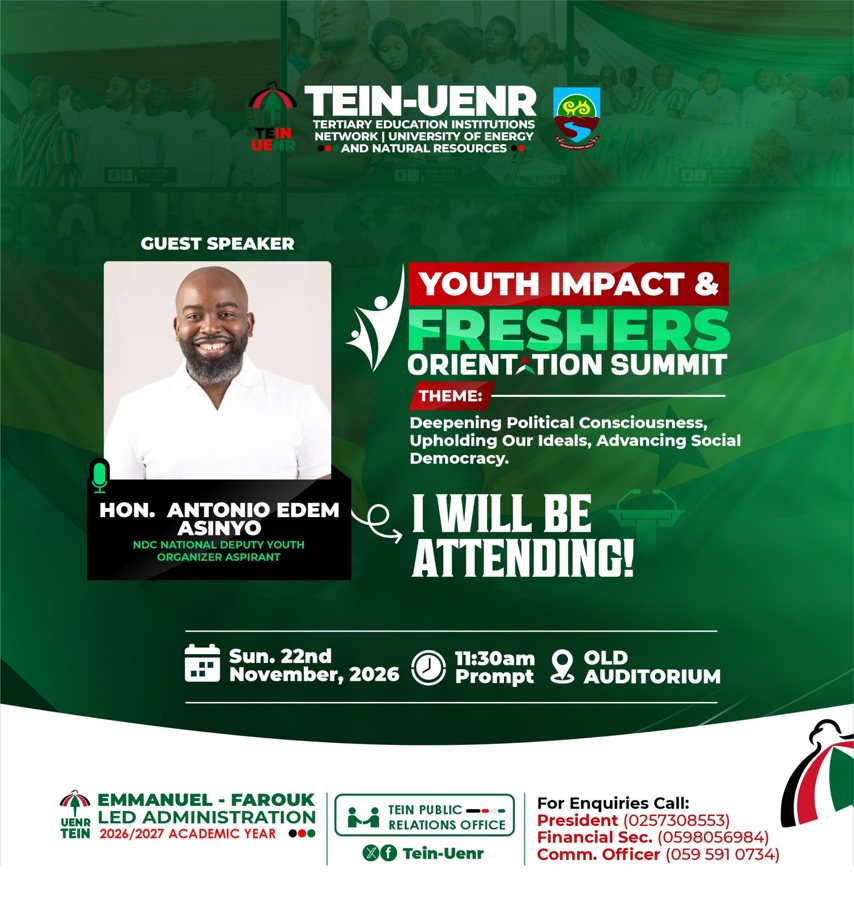 TEIN
UENR
TEIN-UENR
TERTIARY EDUCATION INSTITUTIONS
NETWORK | UNIVERSITY OF ENERGY
AND NATURAL RESOURCES
GUEST SPEAKER
HON. ANTONIO EDEM
ASINYO
NDC NATIONAL DEPUTY YOUTH
ORGANIZER ASPIRANT
YOUTH IMPACT &
FRESHERS
ORIENTATION SUMMIT
THEME:
Deepening Political Consciousness,
Upholding Our Ideals, Advancing Social
Democracy.
I WILL BE
ATTENDING!
Sun. 22nd
November, 2026
11:30am
Prompt
OLD
AUDITORIUM
UENR
TEIN
EMMANUEL - FAROUK
LED ADMINISTRATION
2026/2027 ACADEMIC YEAR
TEIN PUBLIC
RELATIONS OFFICE
Tein-Uenr
For Enquiries Call:
President (0257308553)
Financial Sec. (0598056984)
Comm. Officer (059 591 0734)